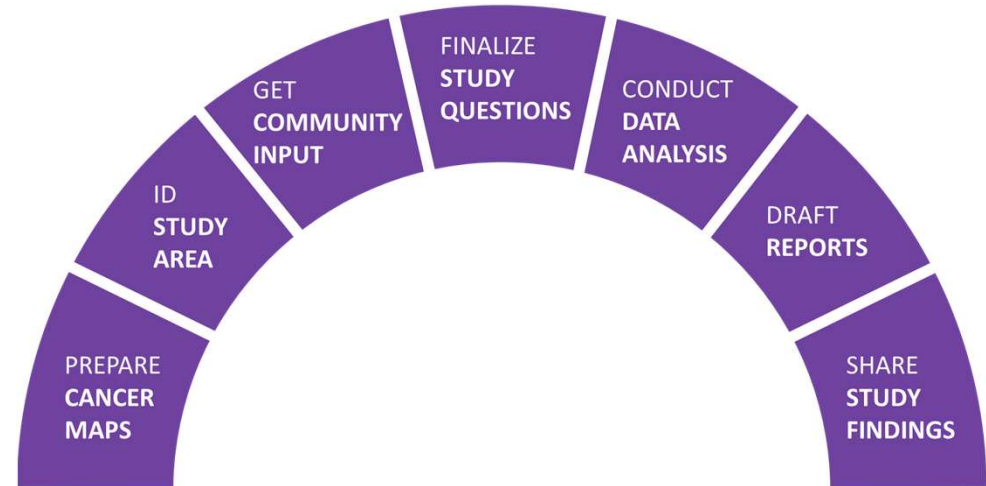 PREPARE
CANCER
MAPS
ID
STUDY
AREA
GET
COMMUNITY
INPUT
FINALIZE
STUDY
QUESTIONS
CONDUCT
DATA
ANALYSIS
DRAFT
REPORTS
SHARE
STUDY
FINDINGS